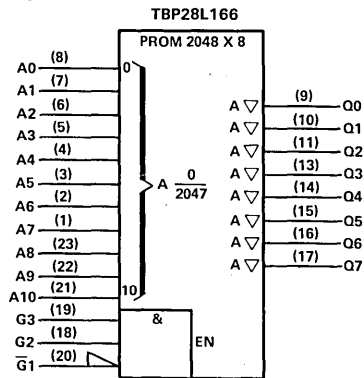 TBP28L166
PROM 2048 X 8
A0 (8) 0
A1 (7)
A2 (6)
A3 (5)
A4 (4)
A5 (3)
A6 (2)
A7 (1)
A8 (23)
A9 (22)
A10 (21) 10
A 0
2047
G3 (19) &
G2 (18) EN
G̅1 (20)
A ▽ (9) Q0
A ▽ (10) Q1
A ▽ (11) Q2
A ▽ (13) Q3
A ▽ (14) Q4
A ▽ (15) Q5
A ▽ (16) Q6
A ▽ (17) Q7